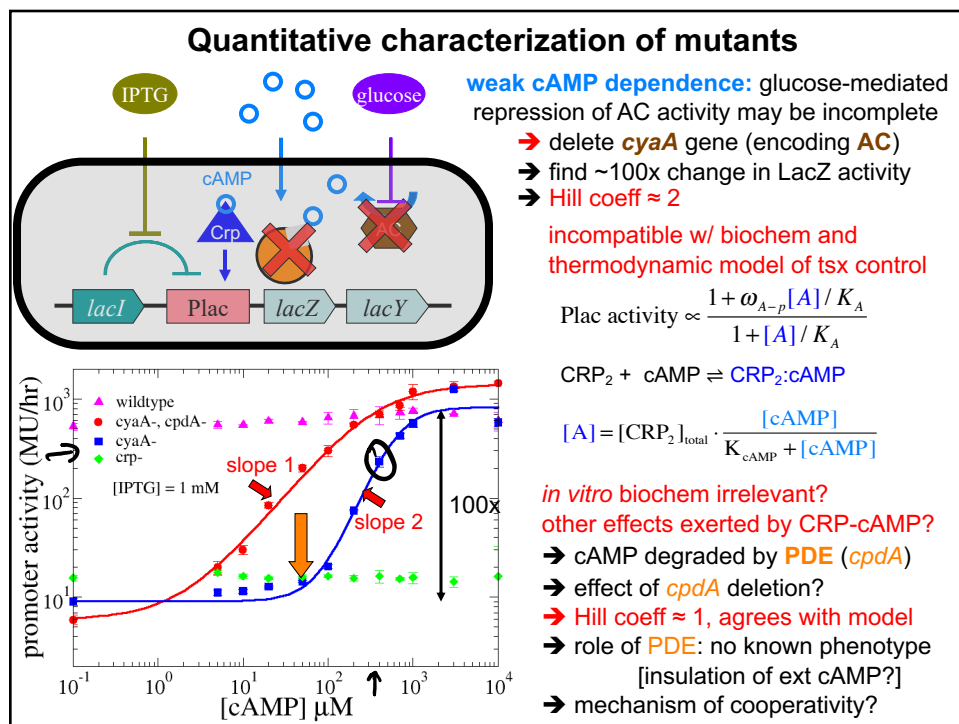 Quantitative characterization of mutants
IPTG
glucose
cAMP
Crp
AC
lacI
Plac
lacZ
lacY
weak cAMP dependence: glucose-mediated
repression of AC activity may be incomplete
➔ delete cyaA gene (encoding AC)
➔ find ~100x change in LacZ activity
➔ Hill coeff ≈ 2
incompatible w/ biochem and
thermodynamic model of tsx control
Plac activity ∝ (1 + ω_{A-p}[A] / K_A) / (1 + [A] / K_A)
CRP₂ + cAMP ⇌ CRP₂:cAMP
[A] = [CRP₂]_total · [cAMP] / (K_cAMP + [cAMP])
in vitro biochem irrelevant?
other effects exerted by CRP-cAMP?
➔ cAMP degraded by PDE (cpdA)
➔ effect of cpdA deletion?
➔ Hill coeff ≈ 1, agrees with model
➔ role of PDE: no known phenotype
[insulation of ext cAMP?]
➔ mechanism of cooperativity?
promoter activity (MU/hr)
10³
10²
10¹
wildtype
cyaA-, cpdA-
cyaA-
crp-
[IPTG] = 1 mM
slope 1
slope 2
100x
10⁻¹ 10⁰ 10¹ 10² 10³ 10⁴
[cAMP] μM